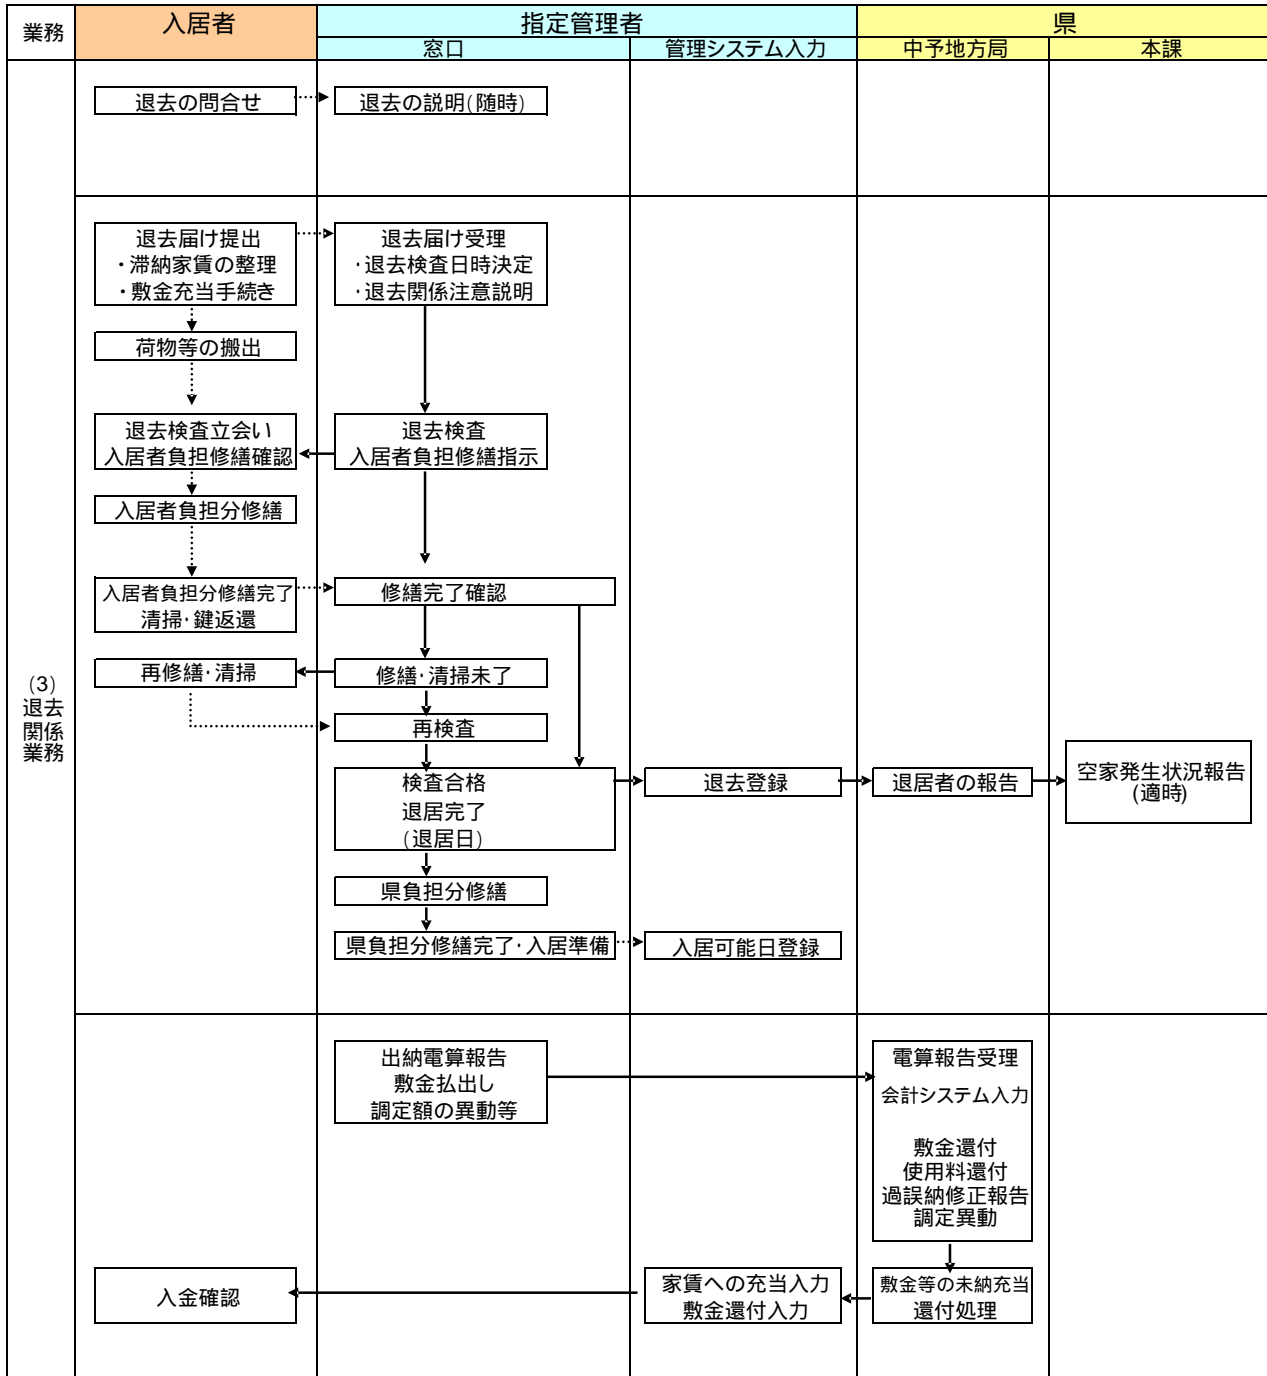 業務
入居者
指定管理者
県
窓口
管理システム入力
中予地方局
本課
(3)
退去
関係
業務
退去の問合せ
退去の説明(随時)
退去届け提出
・滞納家賃の整理
・敷金充当手続き
退去届け受理
・退去検査日時決定
・退去関係注意説明
荷物等の搬出
退去検査立会い
入居者負担修繕確認
退去検査
入居者負担修繕指示
入居者負担分修繕
入居者負担分修繕完了
清掃・鍵返還
修繕完了確認
再修繕・清掃
修繕・清掃未了
再検査
検査合格
退居完了
(退居日)
退去登録
退居者の報告
空家発生状況報告
(適時)
県負担分修繕
県負担分修繕完了・入居準備
入居可能日登録
出納電算報告
敷金払出し
調定額の異動等
電算報告受理
会計システム入力
敷金還付
使用料還付
過誤納修正報告
調定異動
入金確認
家賃への充当入力
敷金還付入力
敷金等の未納充当
還付処理